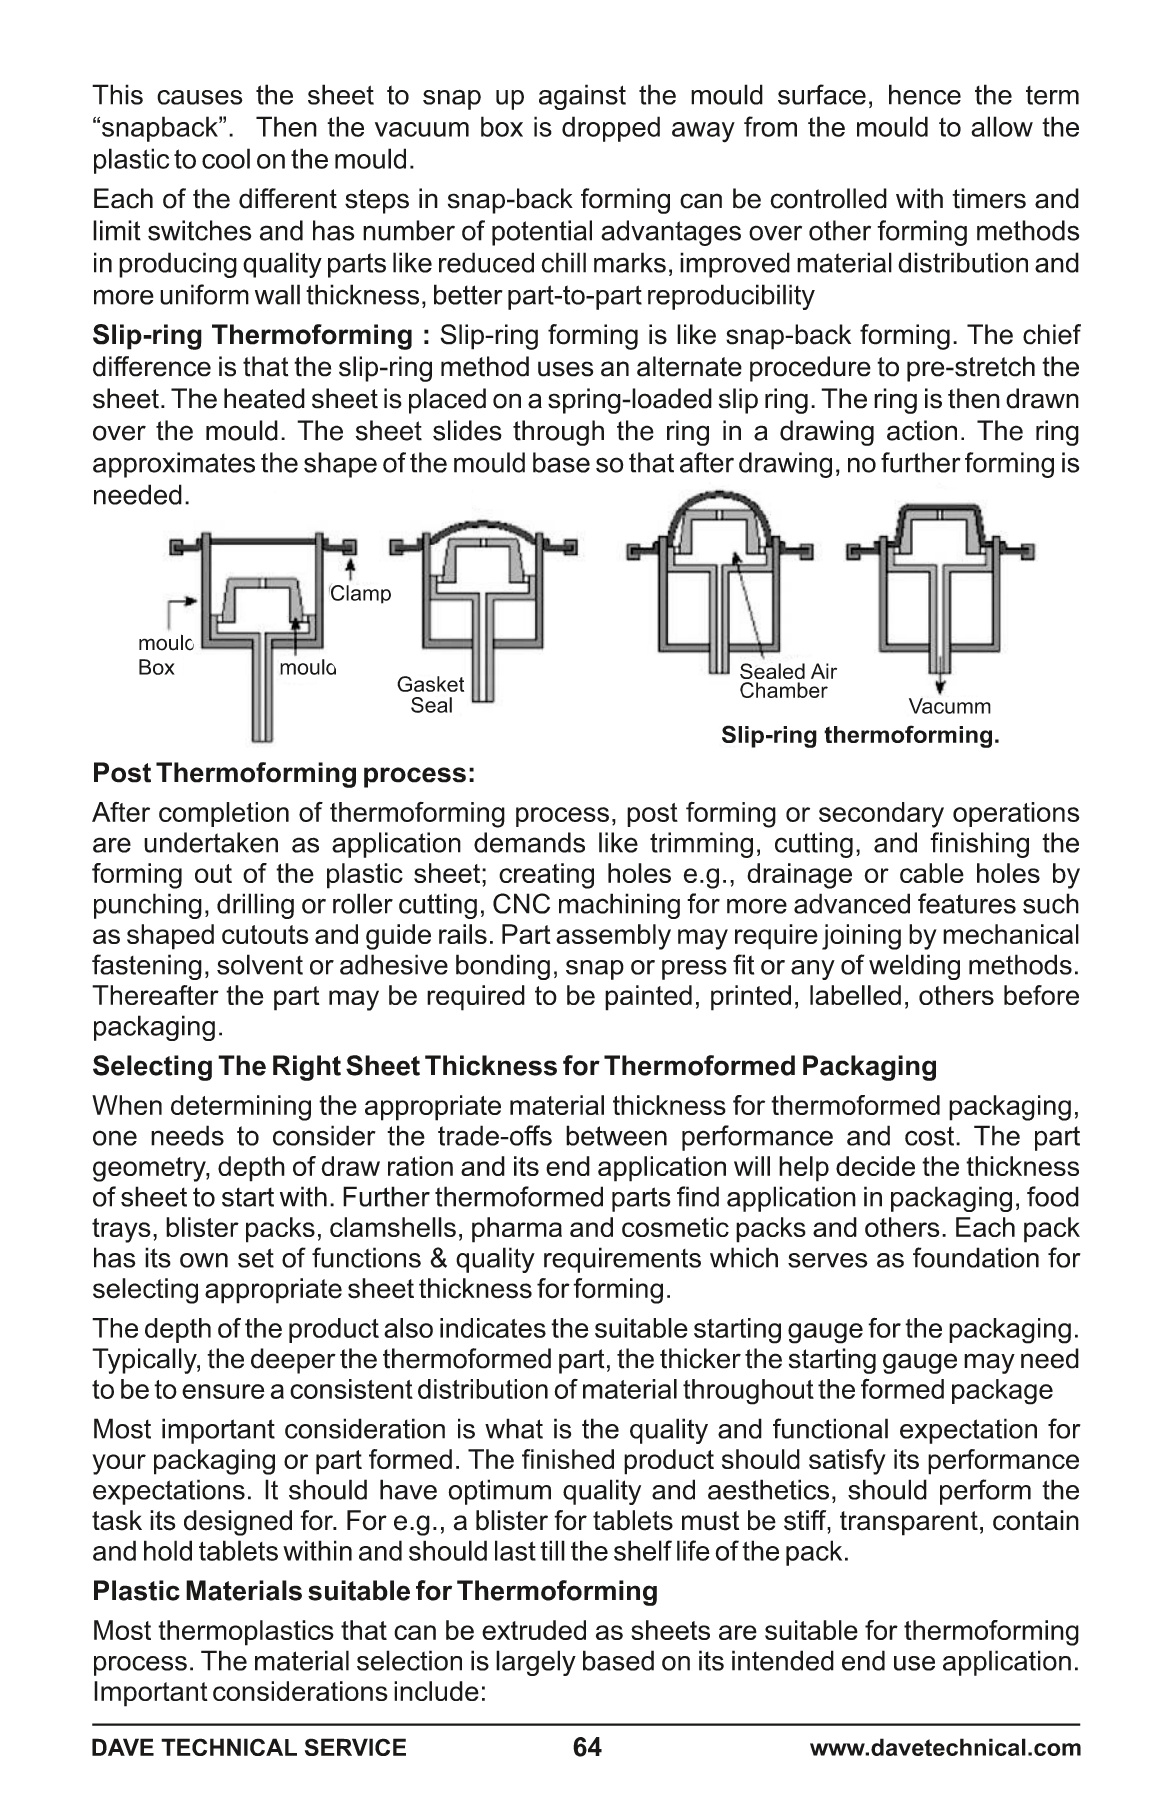 This causes the sheet to snap up against the mould surface, hence the term
“snapback”.  Then the vacuum box is dropped away from the mould to allow the
plastic to cool on the mould.
Each of the different steps in snap-back forming can be controlled with timers and
limit switches and has number of potential advantages over other forming methods
in producing quality parts like reduced chill marks, improved material distribution and
more uniform wall thickness, better part-to-part reproducibility
Slip-ring Thermoforming : Slip-ring forming is like snap-back forming. The chief
difference is that the slip-ring method uses an alternate procedure to pre-stretch the
sheet. The heated sheet is placed on a spring-loaded slip ring. The ring is then drawn
over the mould. The sheet slides through the ring in a drawing action. The ring
approximates the shape of the mould base so that after drawing, no further forming is
needed.
Clamp
mould
Box
mould
Gasket
Seal
Sealed Air
Chamber
Vacumm
Slip-ring thermoforming.
Post Thermoforming process:
After completion of thermoforming process, post forming or secondary operations
are undertaken as application demands like trimming, cutting, and finishing the
forming out of the plastic sheet; creating holes e.g., drainage or cable holes by
punching, drilling or roller cutting, CNC machining for more advanced features such
as shaped cutouts and guide rails. Part assembly may require joining by mechanical
fastening, solvent or adhesive bonding, snap or press fit or any of welding methods.
Thereafter the part may be required to be painted, printed, labelled, others before
packaging.
Selecting The Right Sheet Thickness for Thermoformed Packaging
When determining the appropriate material thickness for thermoformed packaging,
one needs to consider the trade-offs between performance and cost. The part
geometry, depth of draw ration and its end application will help decide the thickness
of sheet to start with. Further thermoformed parts find application in packaging, food
trays, blister packs, clamshells, pharma and cosmetic packs and others. Each pack
has its own set of functions & quality requirements which serves as foundation for
selecting appropriate sheet thickness for forming.
The depth of the product also indicates the suitable starting gauge for the packaging.
Typically, the deeper the thermoformed part, the thicker the starting gauge may need
to be to ensure a consistent distribution of material throughout the formed package
Most important consideration is what is the quality and functional expectation for
your packaging or part formed. The finished product should satisfy its performance
expectations. It should have optimum quality and aesthetics, should perform the
task its designed for. For e.g., a blister for tablets must be stiff, transparent, contain
and hold tablets within and should last till the shelf life of the pack.
Plastic Materials suitable for Thermoforming
Most thermoplastics that can be extruded as sheets are suitable for thermoforming
process. The material selection is largely based on its intended end use application.
Important considerations include:
DAVE TECHNICAL SERVICE 64 www.davetechnical.com